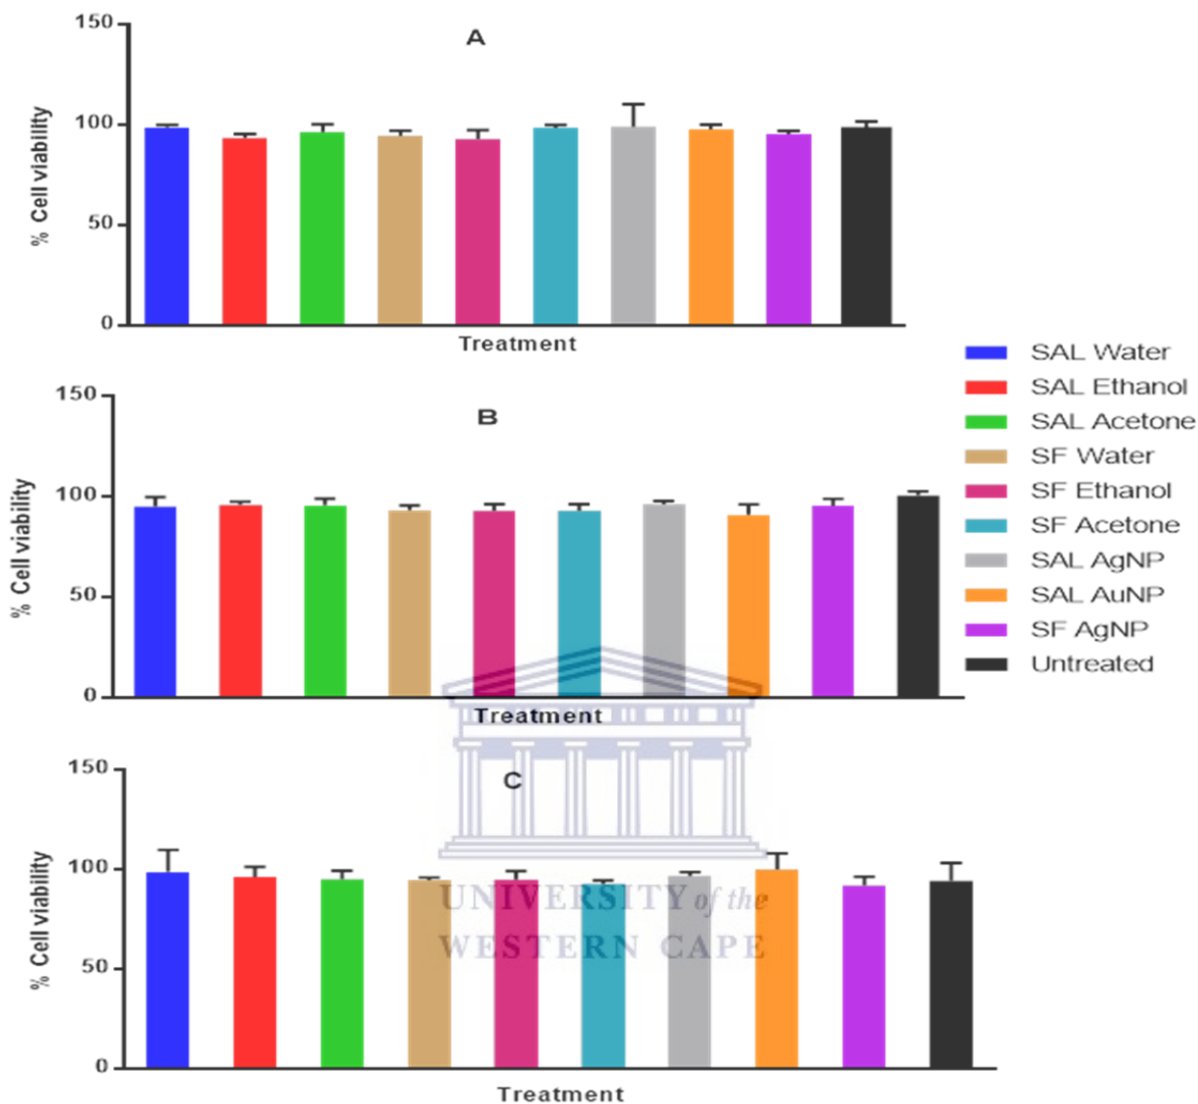 A
150
100
50
0
% Cell viability
Treatment
B
150
100
50
0
% Cell viability
Treatment
SAL Water
SAL Ethanol
SAL Acetone
SF Water
SF Ethanol
SF Acetone
SAL AgNP
SAL AuNP
SF AgNP
Untreated
C
150
100
50
0
% Cell viability
UNIVERSITY of the
WESTERN CAPE
Treatment